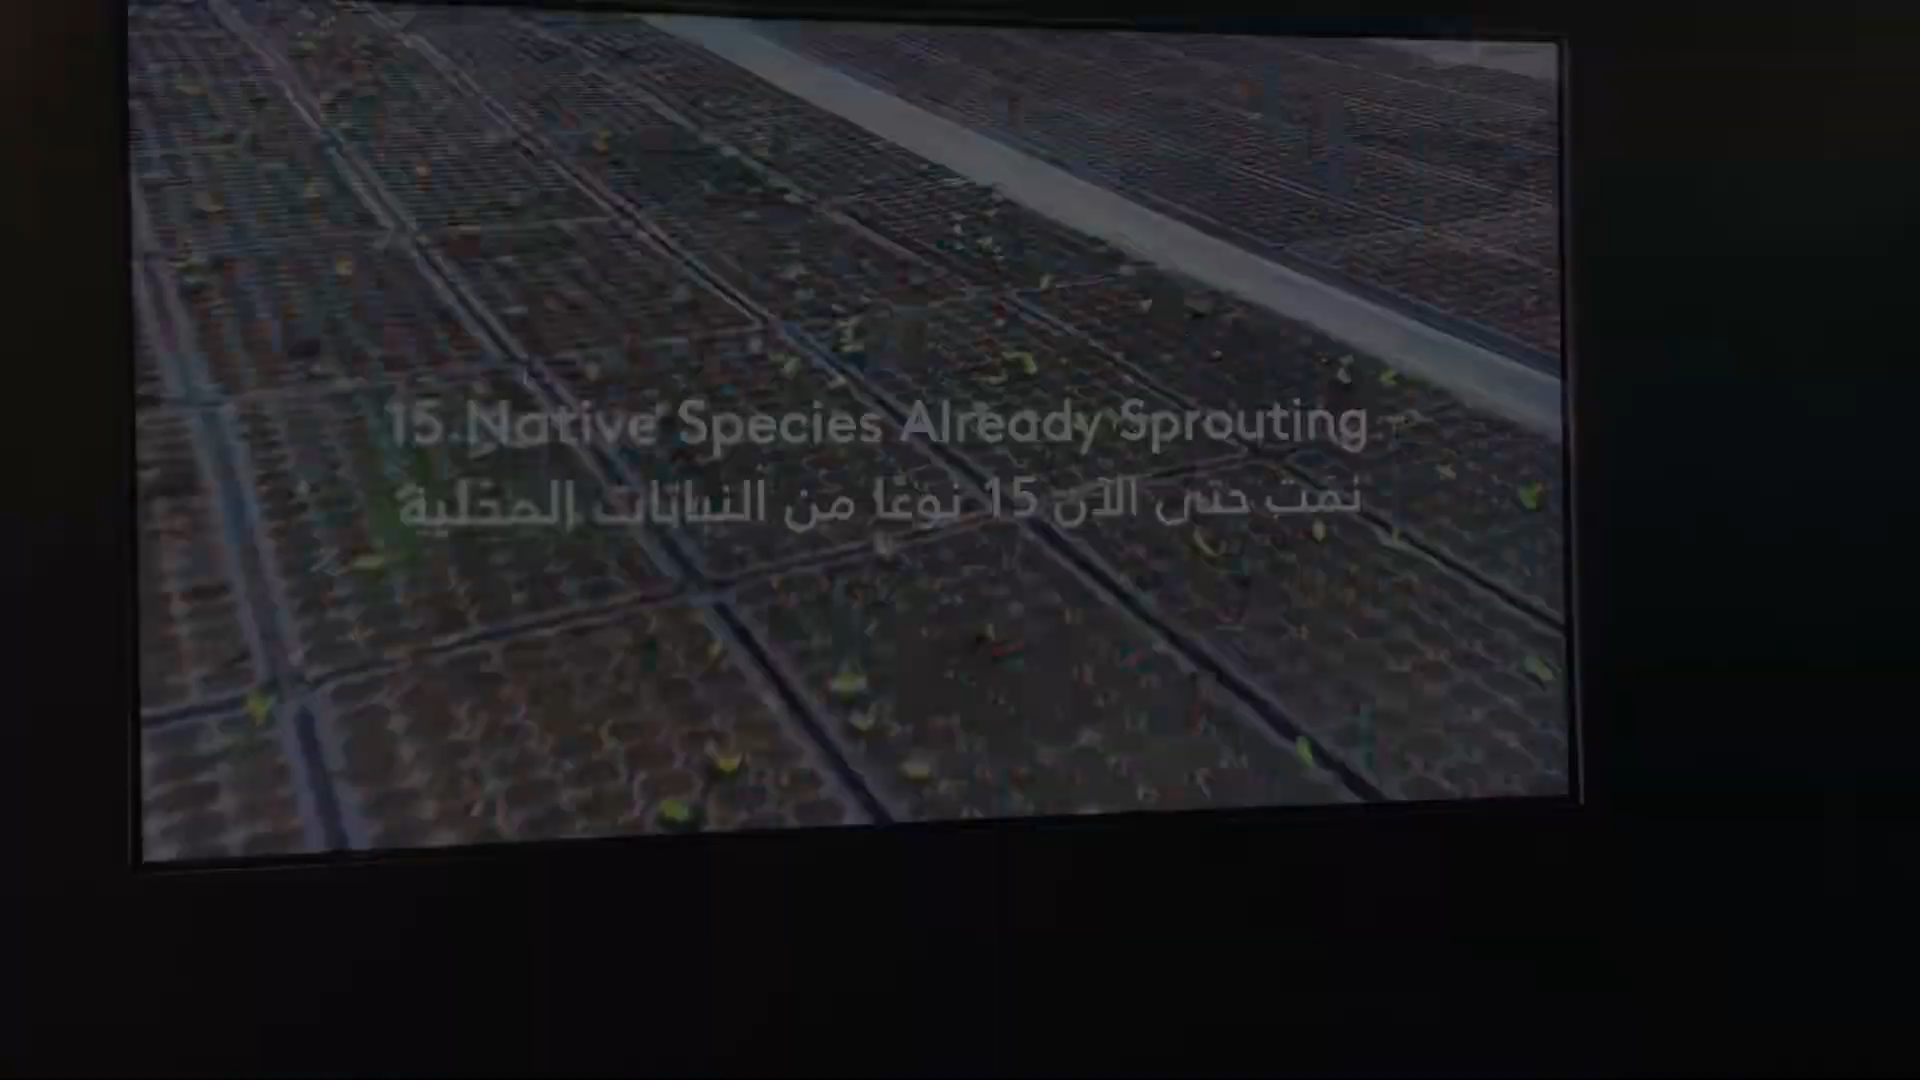 15 Native Species Already Sprouting
نمت حتى الآن 15 نوعًا من النباتات المحلية